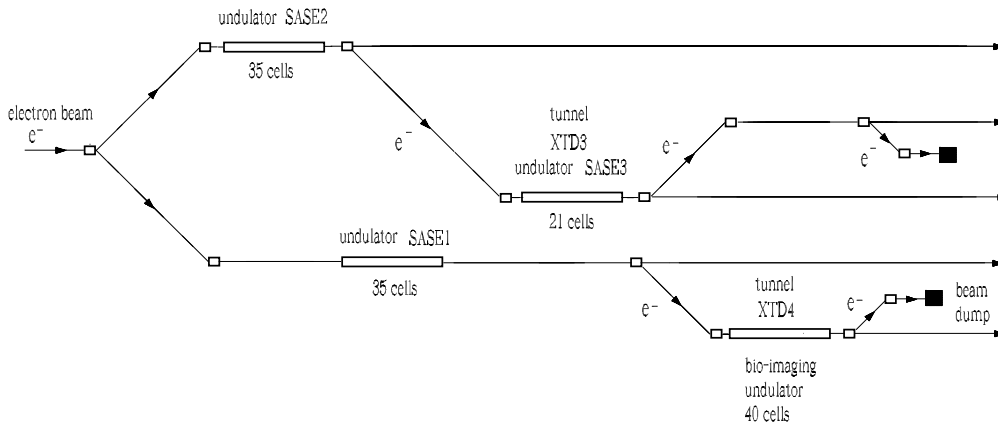 undulator SASE2
35 cells
electron beam
e⁻
e⁻
tunnel
XTD3
undulator SASE3
21 cells
e⁻
e⁻
undulator SASE1
35 cells
e⁻
tunnel
XTD4
e⁻
beam
dump
bio-imaging
undulator
40 cells